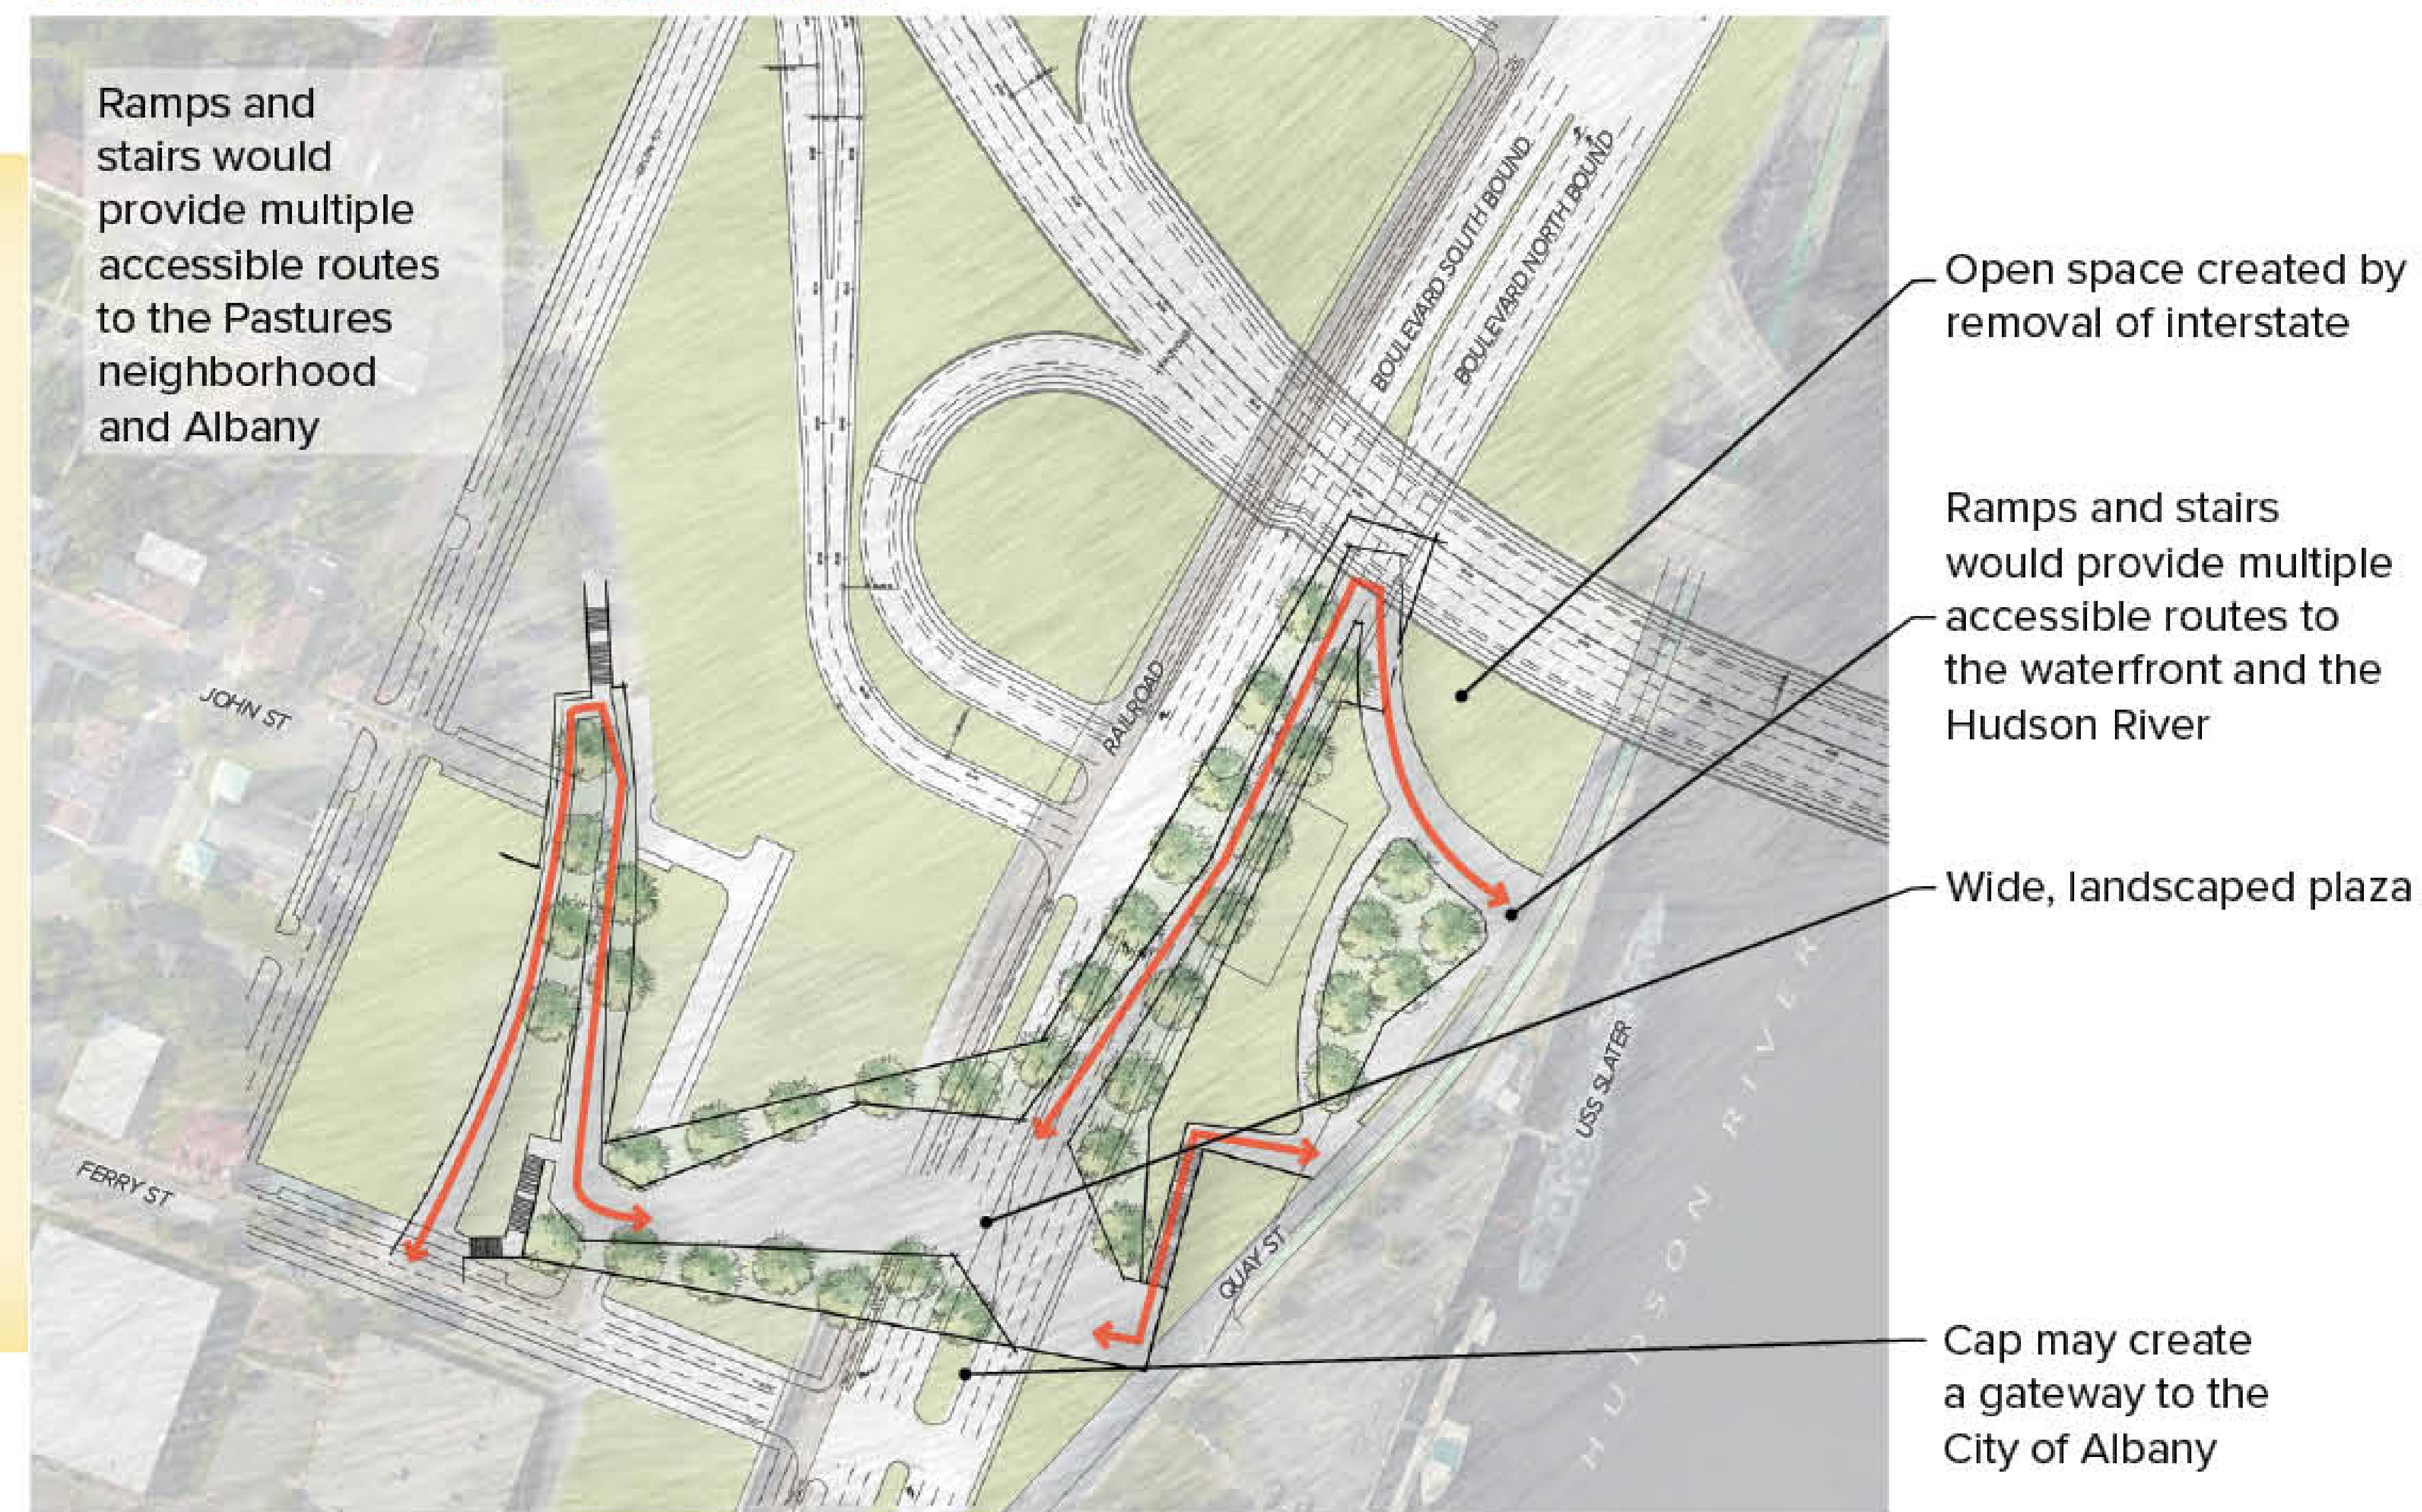 Ramps and
stairs would
provide multiple
accessible routes
to the Pastures
neighborhood
and Albany
BOULEVARD SOUTH BOUND
BOULEVARD NORTH BOUND
Open space created by
removal of interstate
Ramps and stairs
would provide multiple
accessible routes to
the waterfront and the
Hudson River
JOHN ST
RAILROAD
Wide, landscaped plaza
USS SLATER
HUDSON RIVER
FERRY ST
QUAY ST
Cap may create
a gateway to the
City of Albany